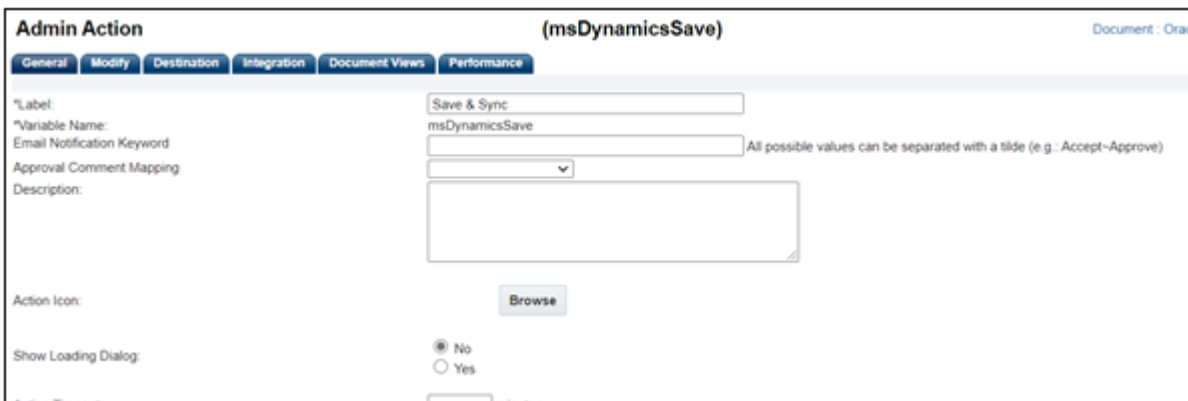 Admin Action (msDynamicsSave) Document : Ora
General Modify Destination Integration Document Views Performance
*Label: Save & Sync
*Variable Name: msDynamicsSave
Email Notification Keyword All possible values can be separated with a tilde (e.g.: Accept~Approve)
Approval Comment Mapping
Description:
Action Icon: Browse
Show Loading Dialog: No
Yes